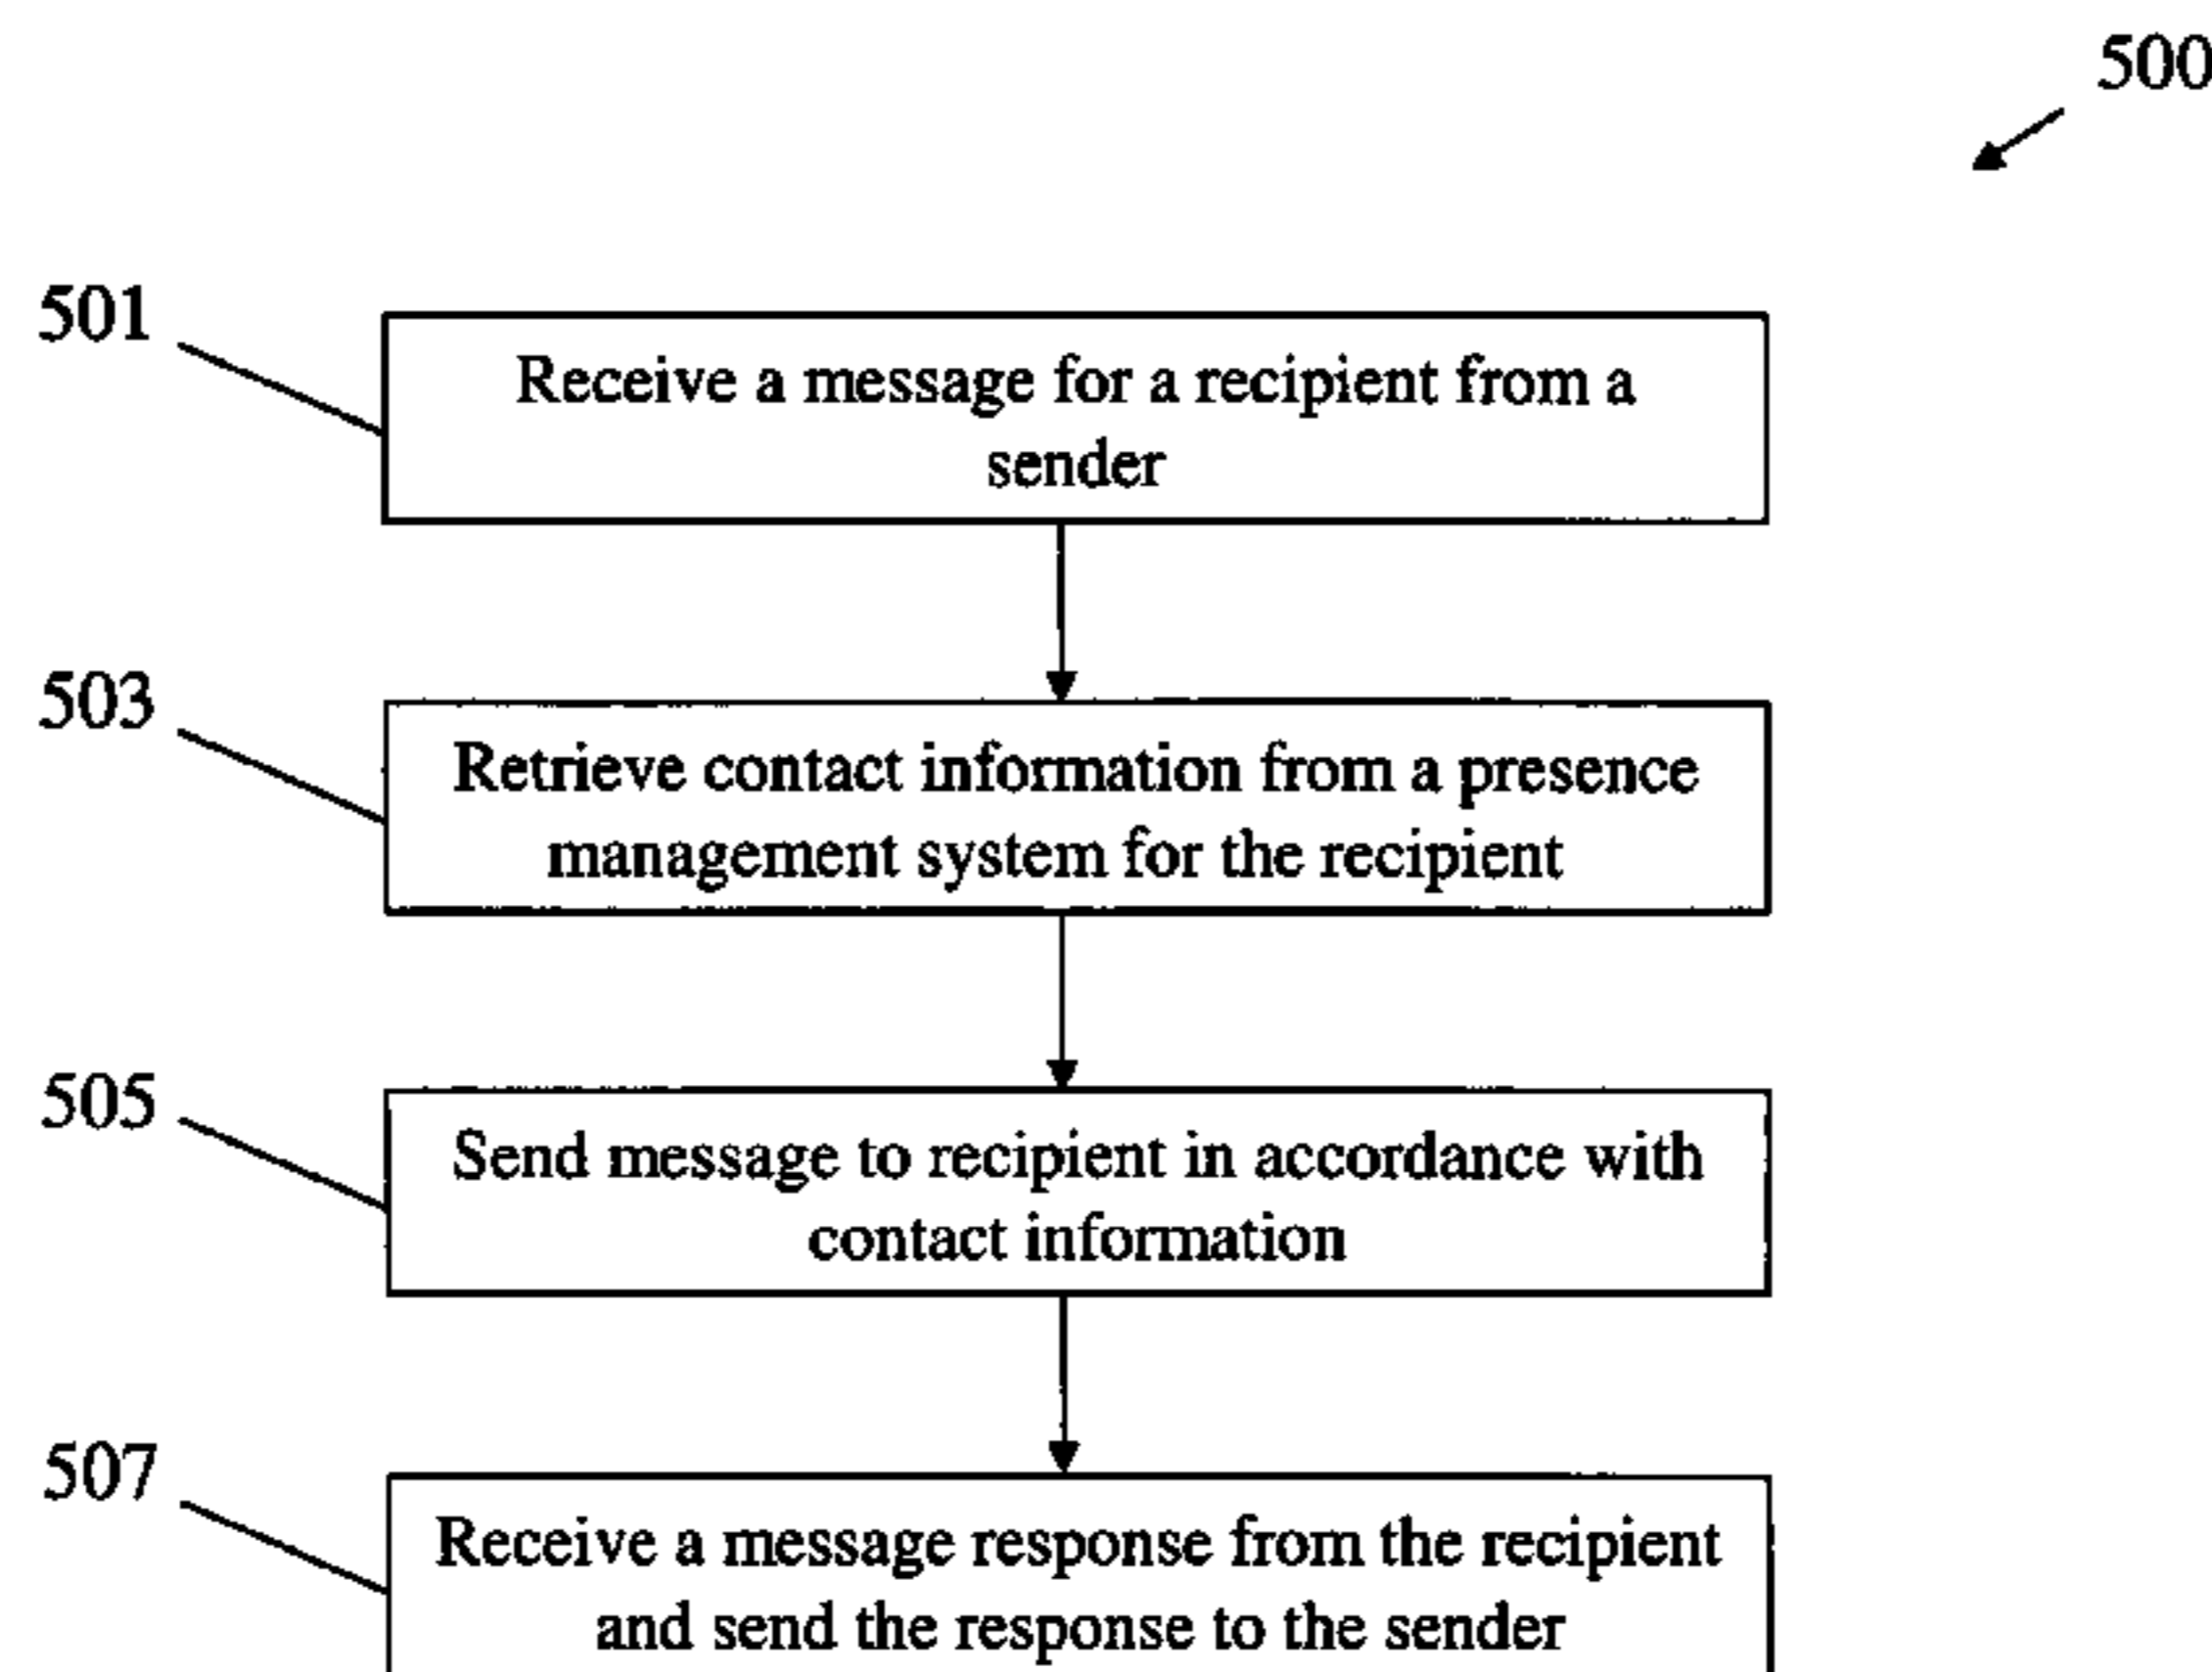 500
501
Receive a message for a recipient from a
sender
503
Retrieve contact information from a presence
management system for the recipient
505
Send message to recipient in accordance with
contact information
507
Receive a message response from the recipient
and send the response to the sender